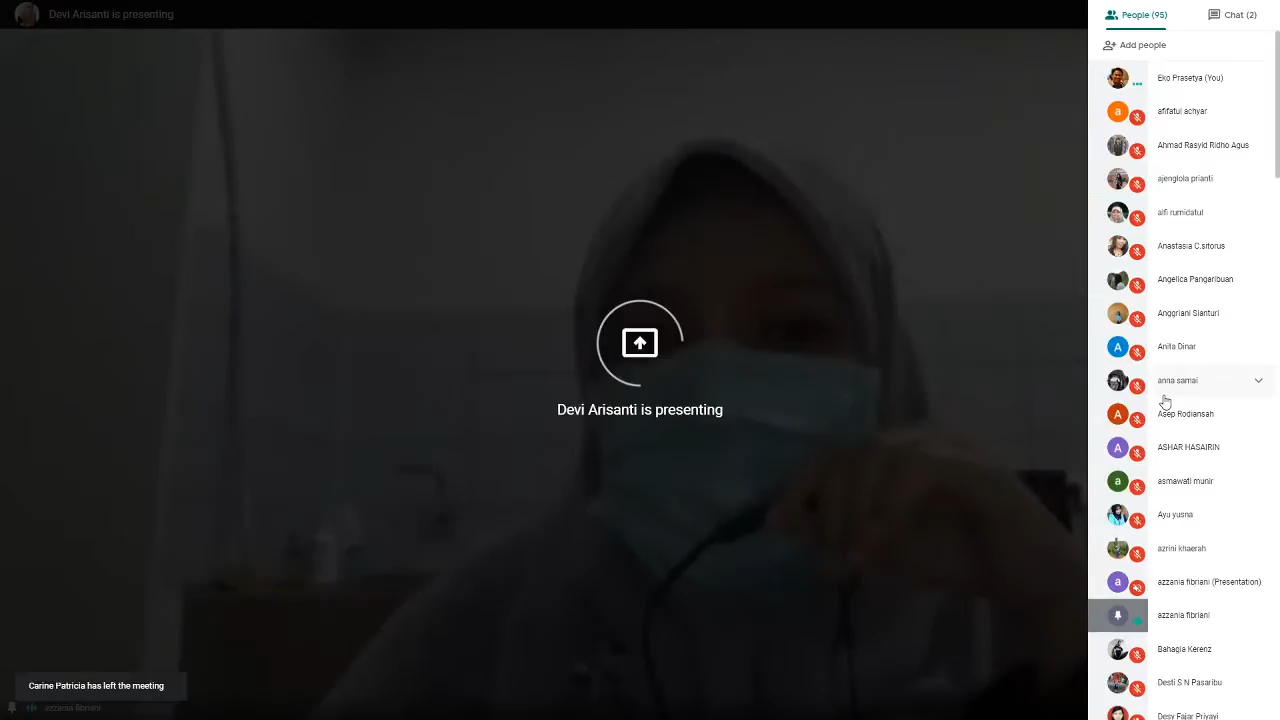 Devi Arisanti is presenting
People (95)
Chat (2)
Add people
Eko Prasetya (You)
afifatul achyar
Ahmad Rasyid Ridho Agus
ajenglola prianti
alfi rumidatul
Anastasia C.sitorus
Angelica Pangaribuan
Anggriani Sianturi
Anita Dinar
anna samai
Asep Rodiansah
ASHAR HASAIRIN
asmawati munir
Ayu yusna
azrini khaerah
azzania fibriani (Presentation)
azzania fibriani
Bahagia Kerenz
Desti S N Pasaribu
Desy Fajar Priyayi
Devi Arisanti is presenting
Carine Patricia has left the meeting
azzania fibriani